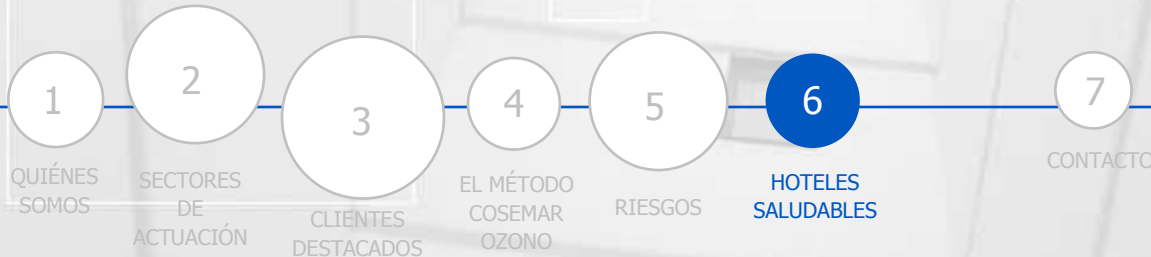 1
QUIÉNES
SOMOS
2
SECTORES
DE
ACTUACIÓN
3
CLIENTES
DESTACADOS
4
EL MÉTODO
COSEMAR
OZONO
5
RIESGOS
6
HOTELES
SALUDABLES
7
CONTACTO